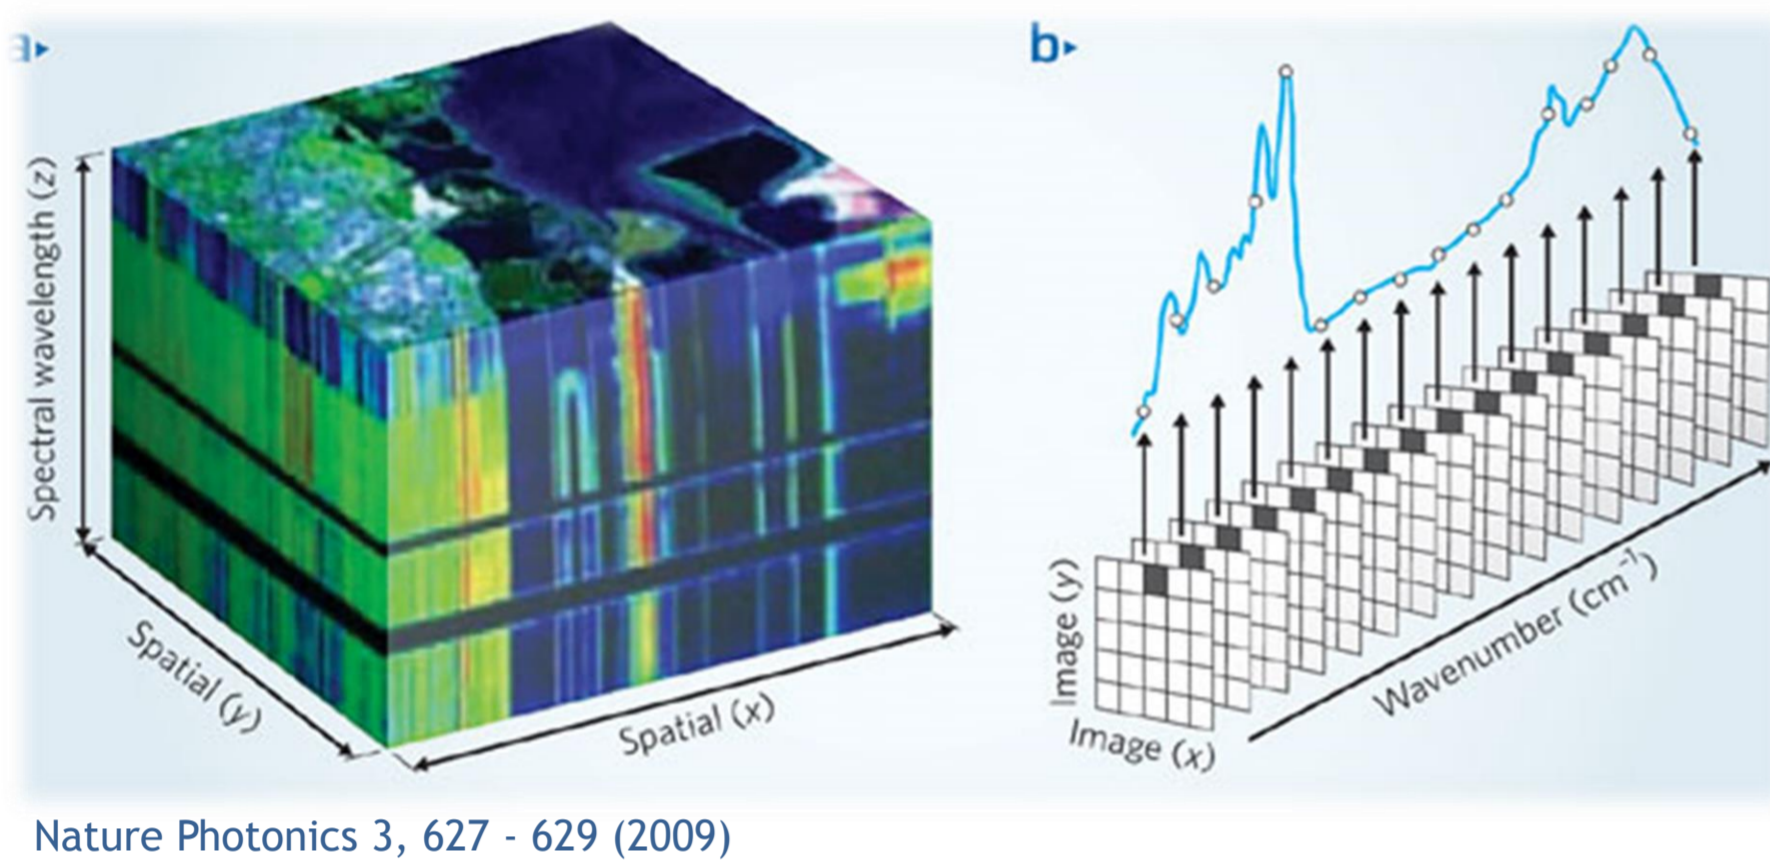 a
Spectral wavelength (z)
Spatial (y)
Spatial (x)
b
Image (y)
Image (x)
Wavenumber (cm⁻¹)
Nature Photonics 3, 627 - 629 (2009)